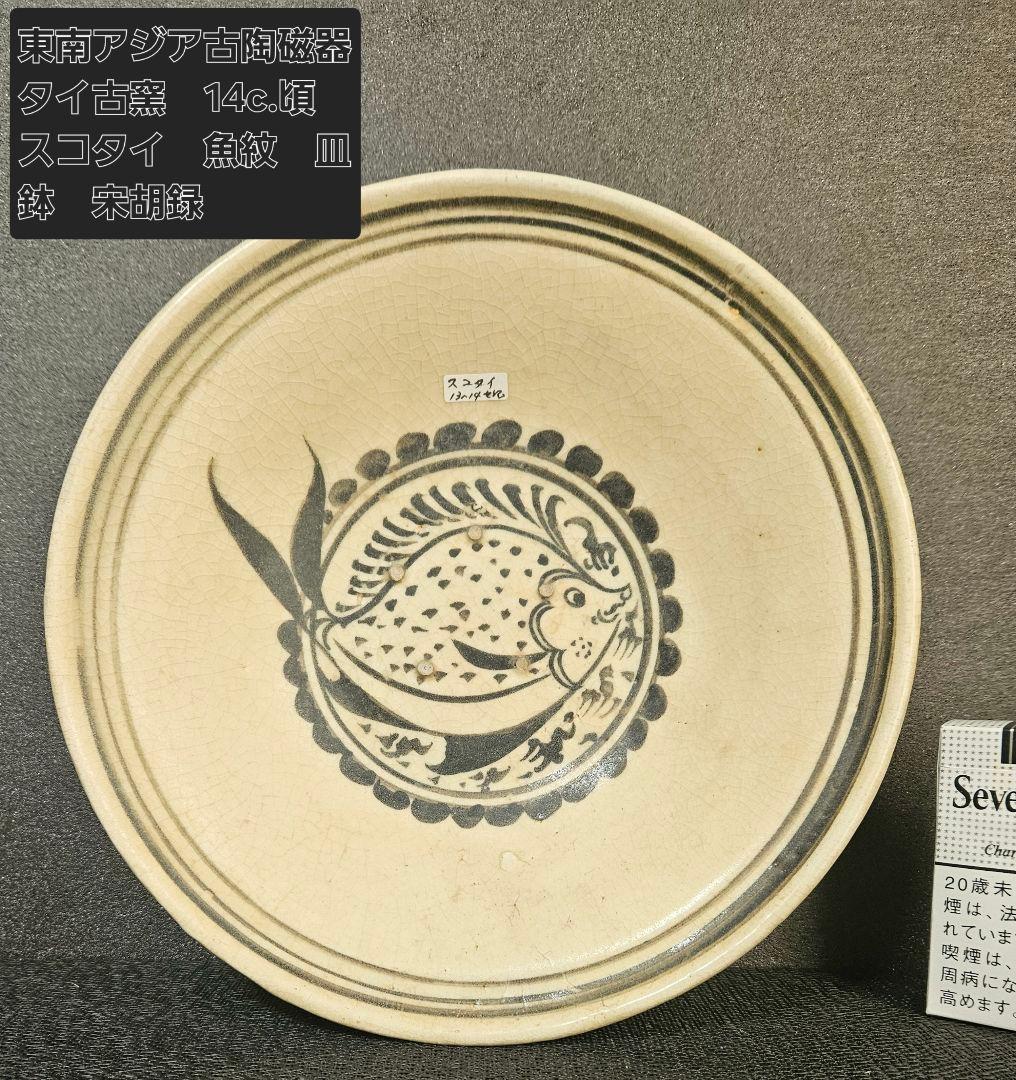 東南アジア古陶磁器
タイ古窯　14c.頃
スコタイ　魚紋　皿
鉢　宋胡録
スコタイ
13〜14世紀
Seve
Char
20歳未
煙は、法
れていま
喫煙は、
周病にな
高めます。